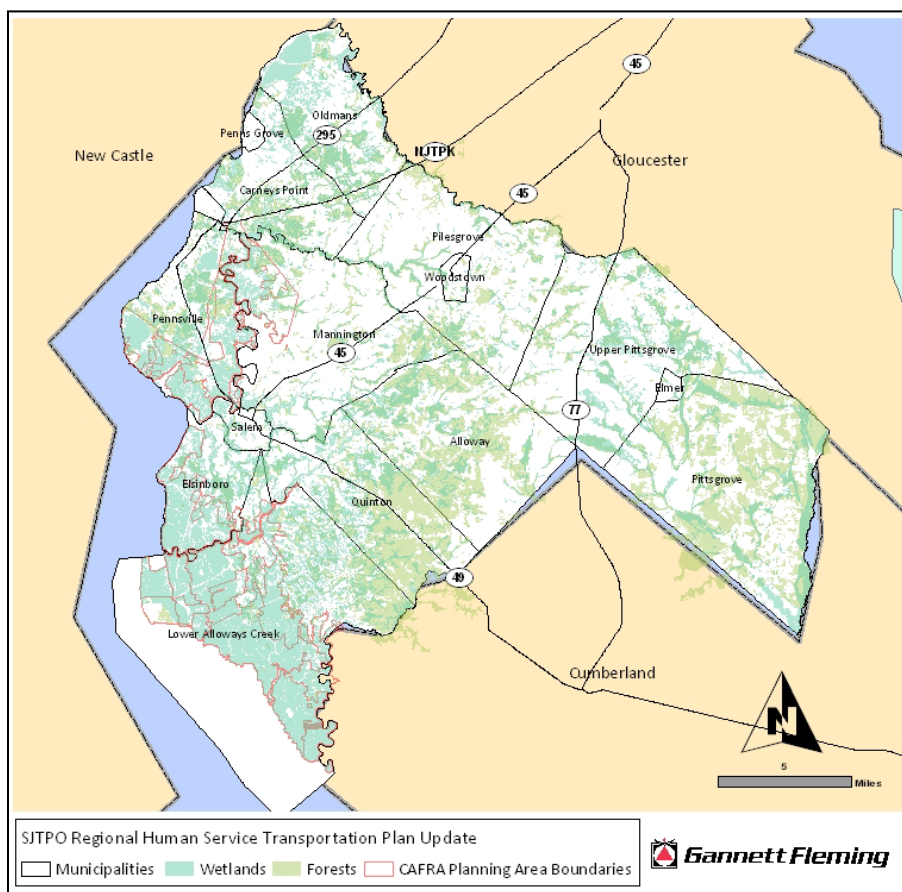 45
Oldmans
Penns Grove
295
New Castle
NJTPK
Gloucester
45
Carneys Point
Pilesgrove
Woodstown
Pennsville
Mannington
45
Upper Pittsgrove
Elmer
77
Salem
Alloway
Elsinboro
Quinton
Pittsgrove
49
Lower Alloways Creek
Cumberland
N
5
Miles
SJTPO Regional Human Service Transportation Plan Update
Municipalities Wetlands Forests CAFRA Planning Area Boundaries
Gannett Fleming